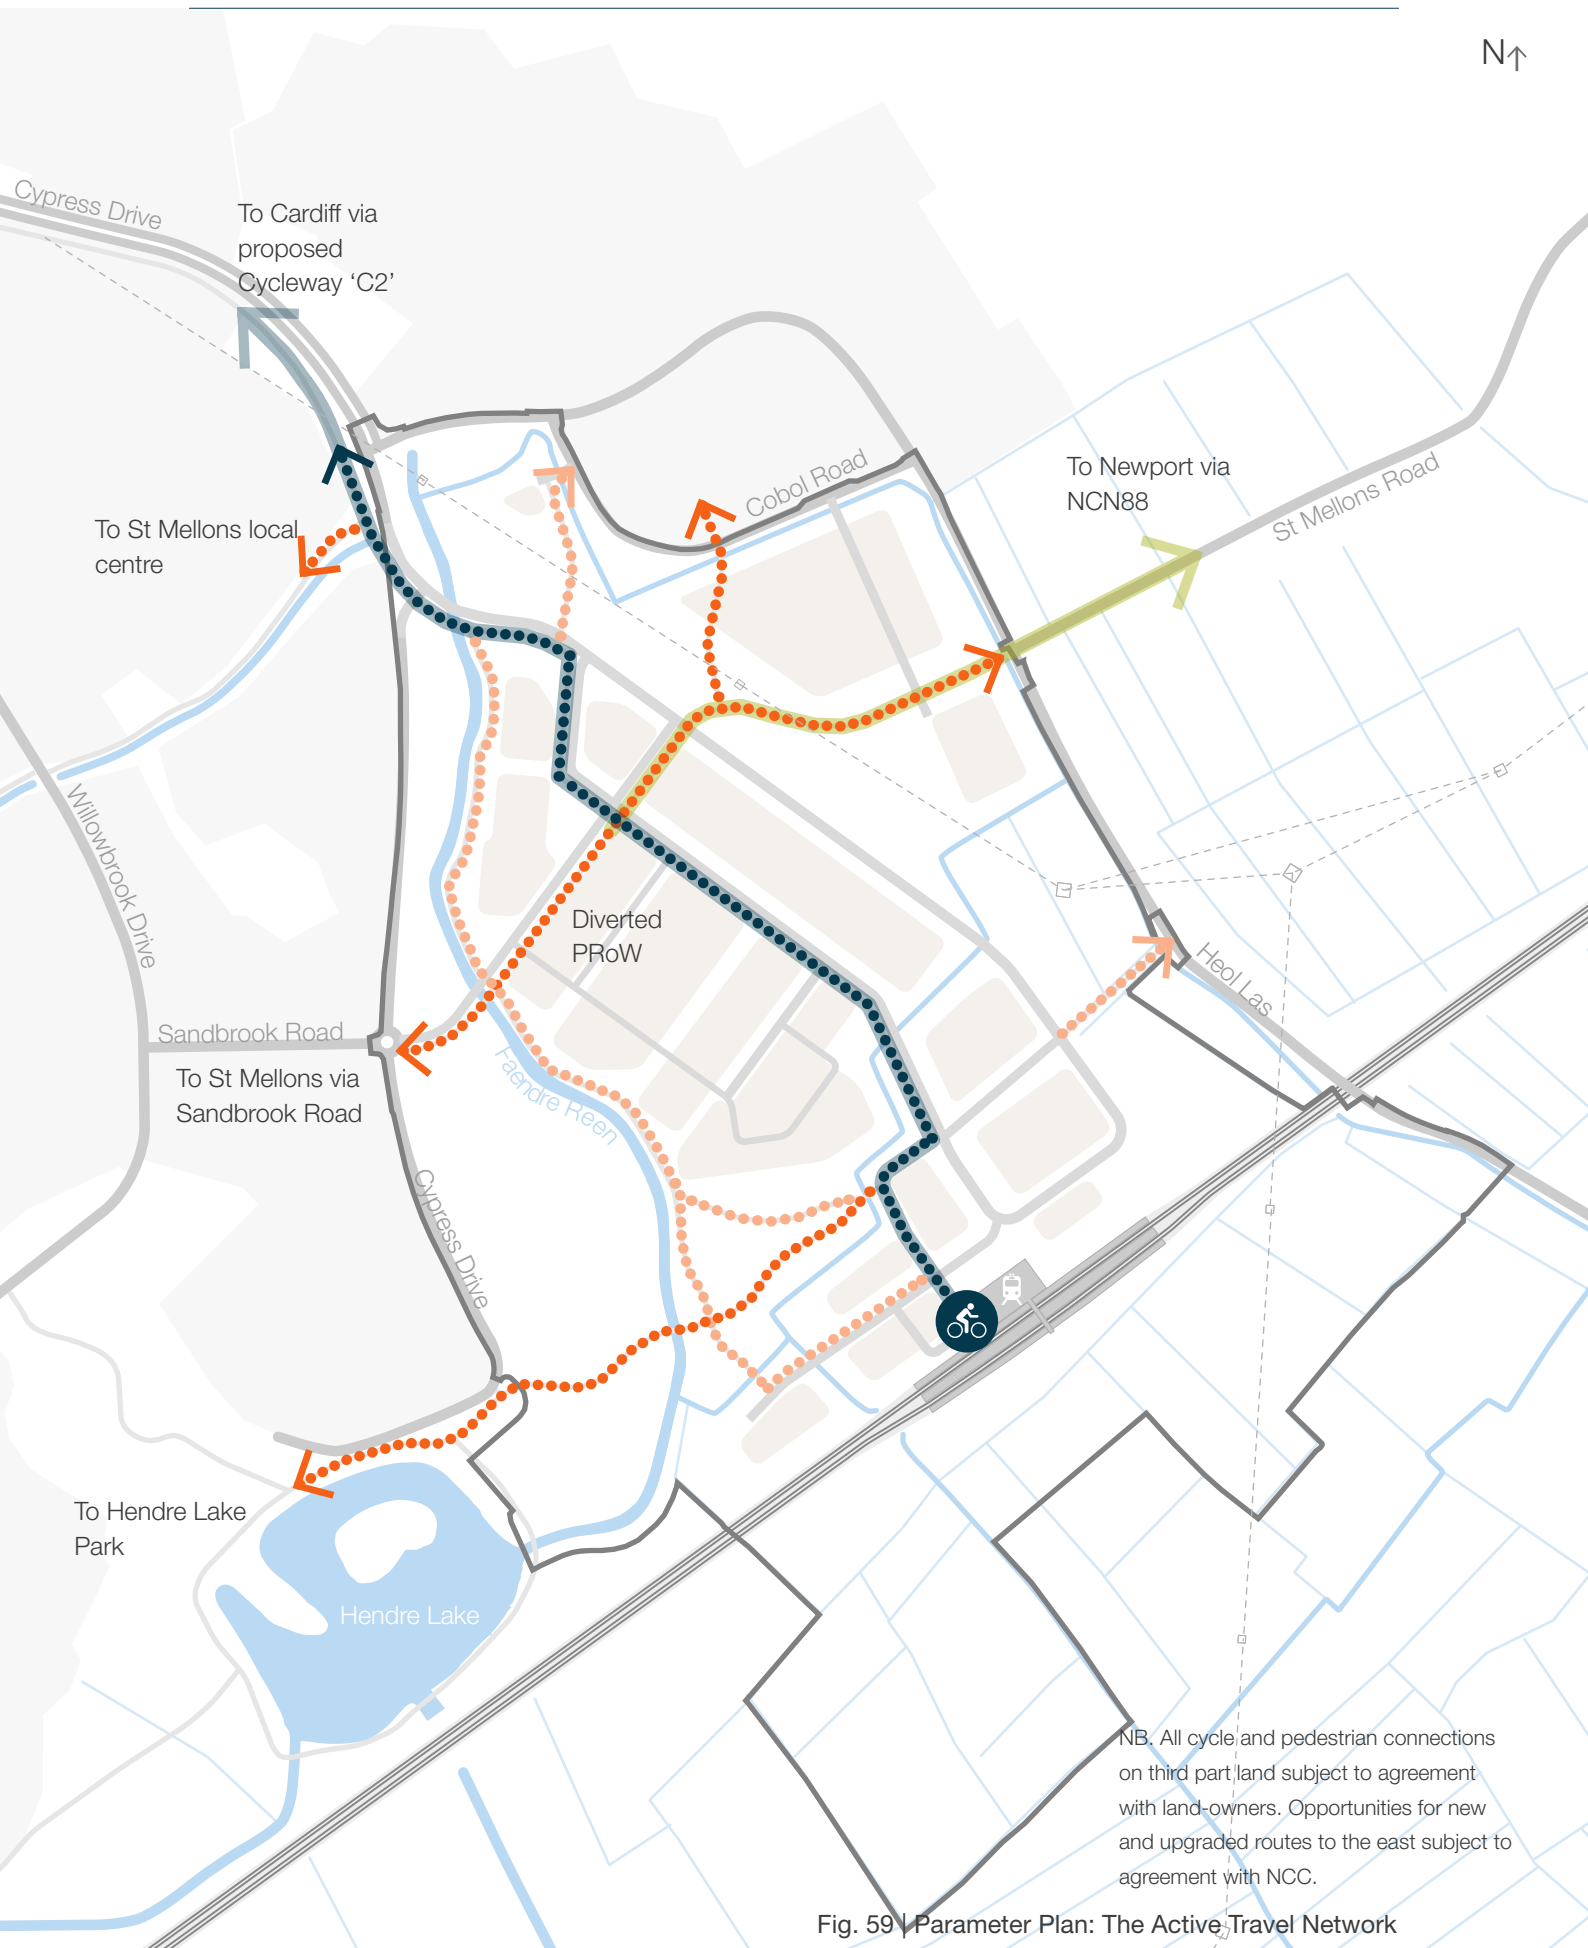 N
Cypress Drive
To Cardiff via
proposed
Cycleway ‘C2’
To Newport via
NCN88
Cobol Road
St Mellons Road
To St Mellons local
centre
Willowbrook Drive
Diverted
PRoW
Heol Las
Sandbrook Road
To St Mellons via
Sandbrook Road
Faendre Reen
Cypress Drive
To Hendre Lake
Park
Hendre Lake
NB. All cycle and pedestrian connections
on third part land subject to agreement
with land-owners. Opportunities for new
and upgraded routes to the east subject to
agreement with NCC.
Fig. 59 | Parameter Plan: The Active Travel Network